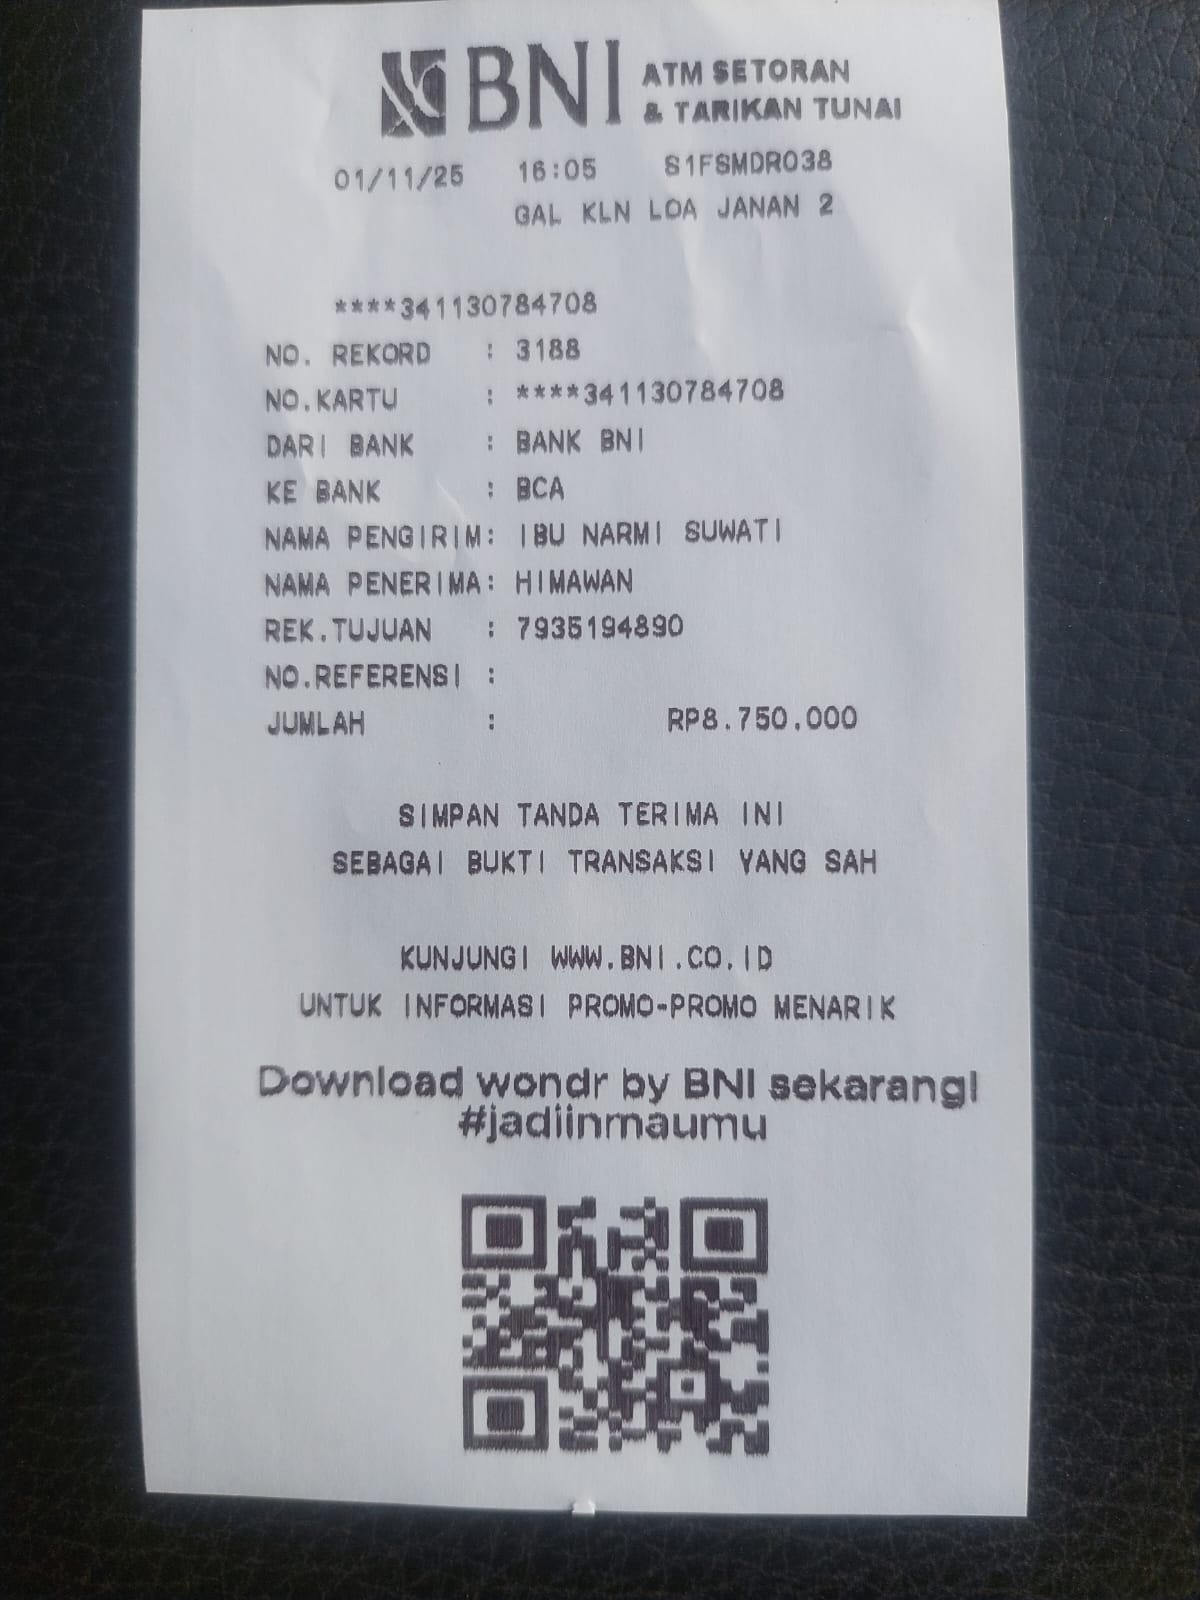 BNI ATM SETORAN
& TARIKAN TUNAI
01/11/25 16:05 S1FSMDR038
GAL KLN LOA JANAN 2
****341130784708
NO. REKORD : 3188
NO.KARTU : ****341130784708
DARI BANK : BANK BNI
KE BANK : BCA
NAMA PENGIRIM: IBU NARMI SUWATI
NAMA PENERIMA: HIMAWAN
REK.TUJUAN : 7935194890
NO.REFERENSI :
JUMLAH : RP8.750.000
SIMPAN TANDA TERIMA INI
SEBAGAI BUKTI TRANSAKSI YANG SAH
KUNJUNGI WWW.BNI.CO.ID
UNTUK INFORMASI PROMO-PROMO MENARIK
Download wondr by BNI sekarang!
#jadiinmaumu